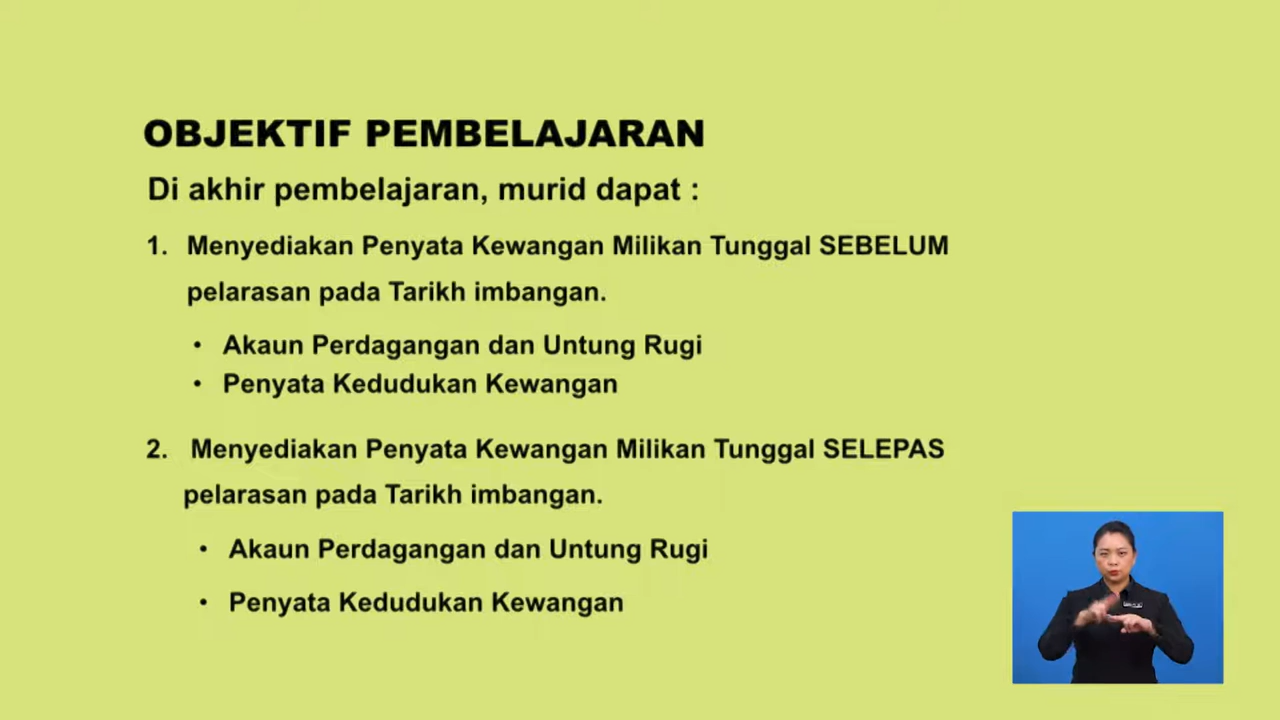 OBJEKTIF PEMBELAJARAN
Di akhir pembelajaran, murid dapat :
1. Menyediakan Penyata Kewangan Milikan Tunggal SEBELUM
pelarasan pada Tarikh imbangan.
• Akaun Perdagangan dan Untung Rugi
• Penyata Kedudukan Kewangan
2. Menyediakan Penyata Kewangan Milikan Tunggal SELEPAS
pelarasan pada Tarikh imbangan.
• Akaun Perdagangan dan Untung Rugi
• Penyata Kedudukan Kewangan